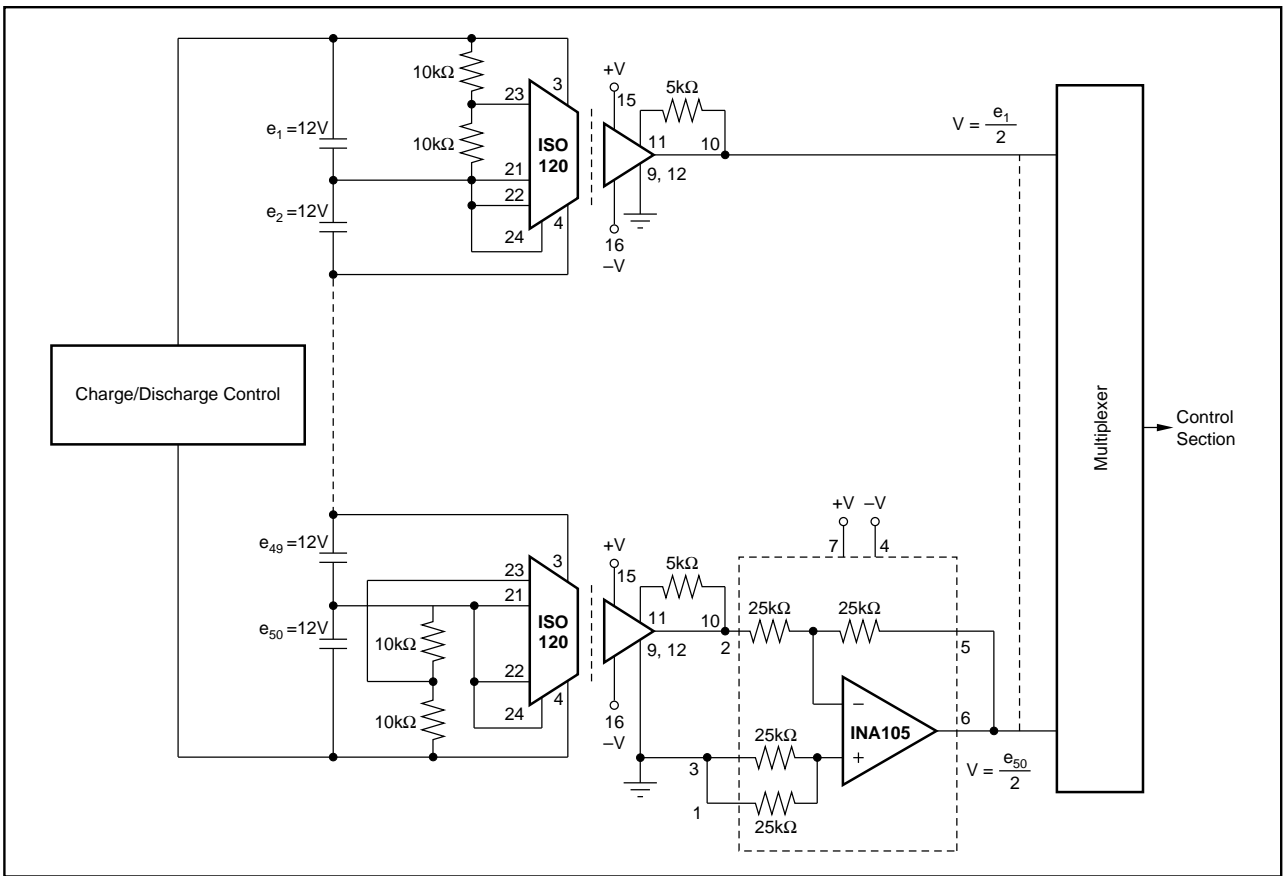 10kΩ
10kΩ
23
3
21
22
24
4
ISO
120
e1 =12V
e2 =12V
+V
15
5kΩ
11
10
9, 12
16
–V
V = e1
2
Charge/Discharge Control
Multiplexer
Control
Section
e49 =12V
e50 =12V
10kΩ
10kΩ
23
3
21
22
24
4
ISO
120
+V
15
5kΩ
11
10
9, 12
16
–V
2
+V –V
7 4
25kΩ
25kΩ
5
–
INA105
+
6
3
1
25kΩ
25kΩ
V = e50
2